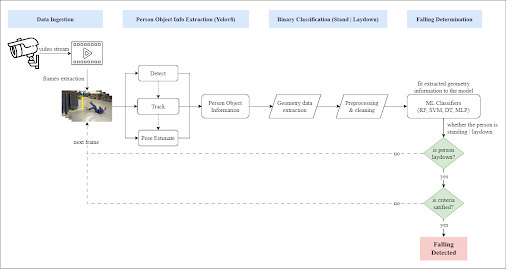 Data Ingestion
Person Object Info Extraction (Yolov8)
Binary Classification (Stand | Laydown)
Falling Determination
video stream
frames extraction
Detect
Track
Pose Estimate
Person Object
Information
Geometry data
extraction
Preprocessing
& cleaning
fit extracted geometry
information to the model
ML Classifiers
(RF, SVM, DT, MLP)
whether the person is
standing / laydown
next frame
no
is person
laydown?
yes
no
is criteria
satified?
yes
Falling
Detected